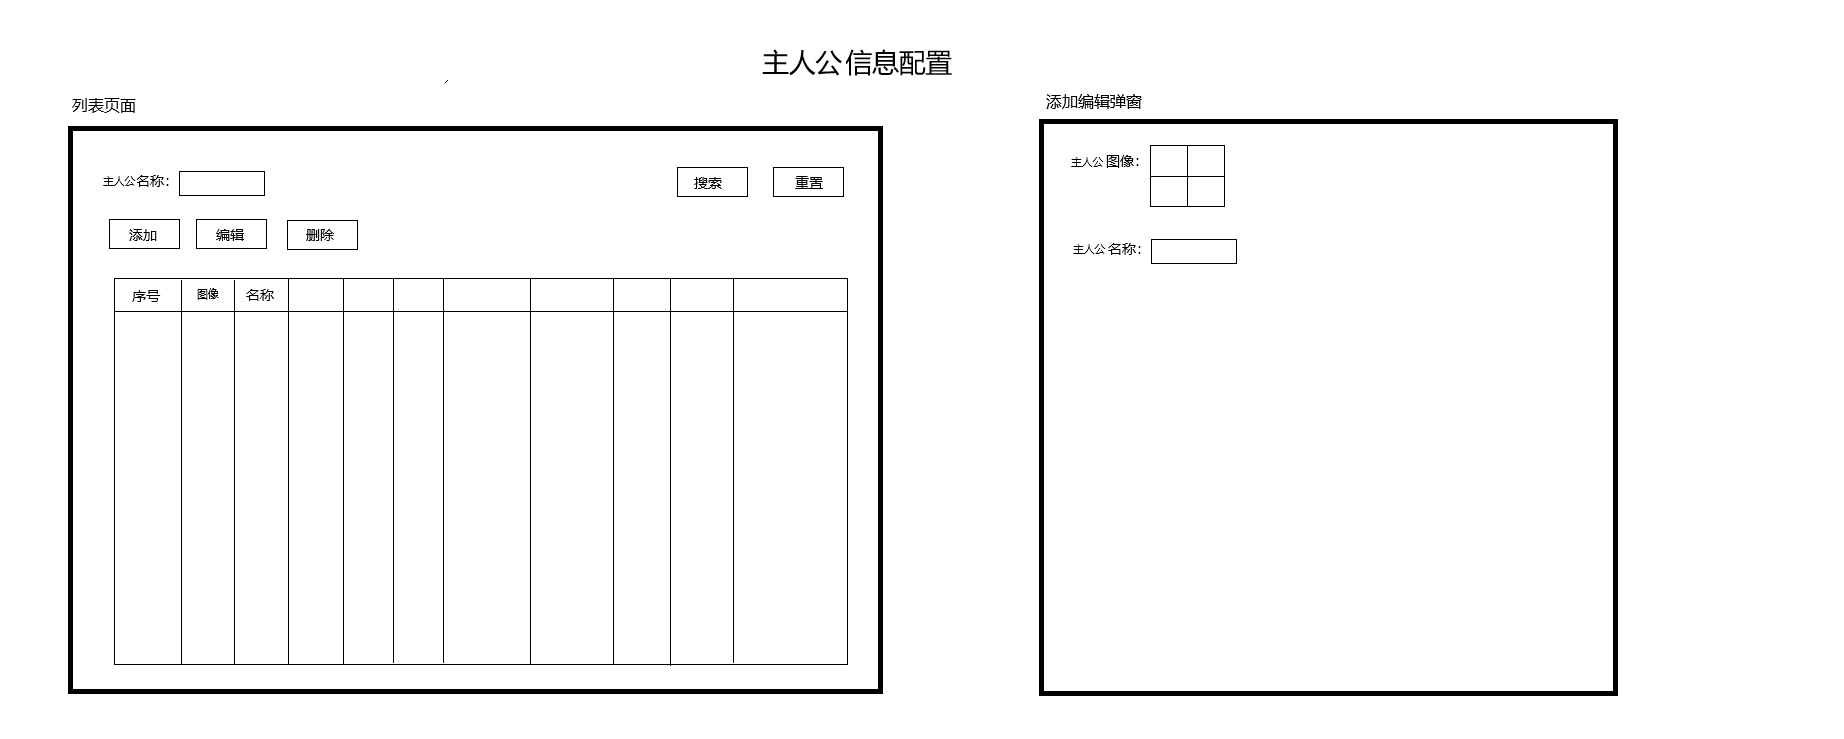 主人公信息配置
列表页面
主人公名称：
搜索
重置
添加
编辑
删除
序号
图像
名称
添加编辑弹窗
主人公图像：
主人公名称：